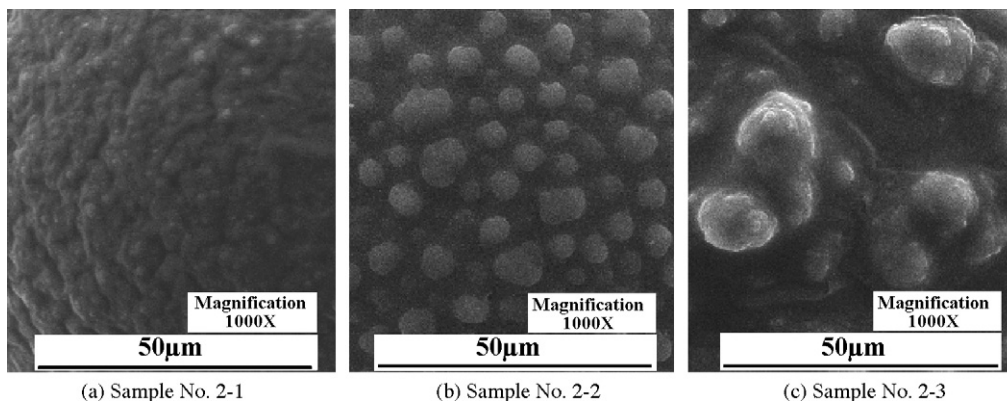 Magnification
1000X
50μm
(a) Sample No. 2-1
Magnification
1000X
50μm
(b) Sample No. 2-2
Magnification
1000X
50μm
(c) Sample No. 2-3